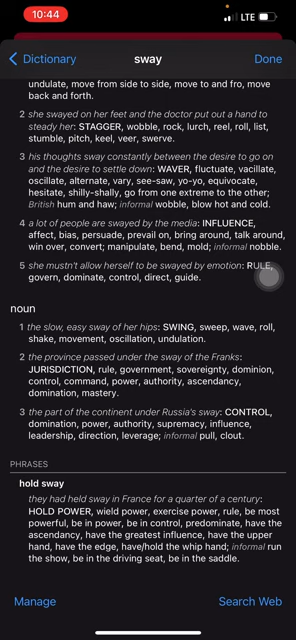 10:44
LTE
Dictionary
sway
Done
undulate, move from side to side, move to and fro, move
back and forth.
2 she swayed on her feet and the doctor put out a hand to
steady her: STAGGER, wobble, rock, lurch, reel, roll, list,
stumble, pitch, keel, veer, swerve.
3 his thoughts sway constantly between the desire to go on
and the desire to settle down: WAVER, fluctuate, vacillate,
oscillate, alternate, vary, see-saw, yo-yo, equivocate,
hesitate, shilly-shally, go from one extreme to the other;
British hum and haw; informal wobble, blow hot and cold.
4 a lot of people are swayed by the media: INFLUENCE,
affect, bias, persuade, prevail on, bring around, talk around,
win over, convert; manipulate, bend, mold; informal nobble.
5 she mustn't allow herself to be swayed by emotion: RULE,
govern, dominate, control, direct, guide.
noun
1 the slow, easy sway of her hips: SWING, sweep, wave, roll,
shake, movement, oscillation, undulation.
2 the province passed under the sway of the Franks:
JURISDICTION, rule, government, sovereignty, dominion,
control, command, power, authority, ascendancy,
domination, mastery.
3 the part of the continent under Russia's sway: CONTROL,
domination, power, authority, supremacy, influence,
leadership, direction, leverage; informal pull, clout.
PHRASES
hold sway
they had held sway in France for a quarter of a century:
HOLD POWER, wield power, exercise power, rule, be most
powerful, be in power, be in control, predominate, have the
ascendancy, have the greatest influence, have the upper
hand, have the edge, have/hold the whip hand; informal run
the show, be in the driving seat, be in the saddle.
Manage
Search Web